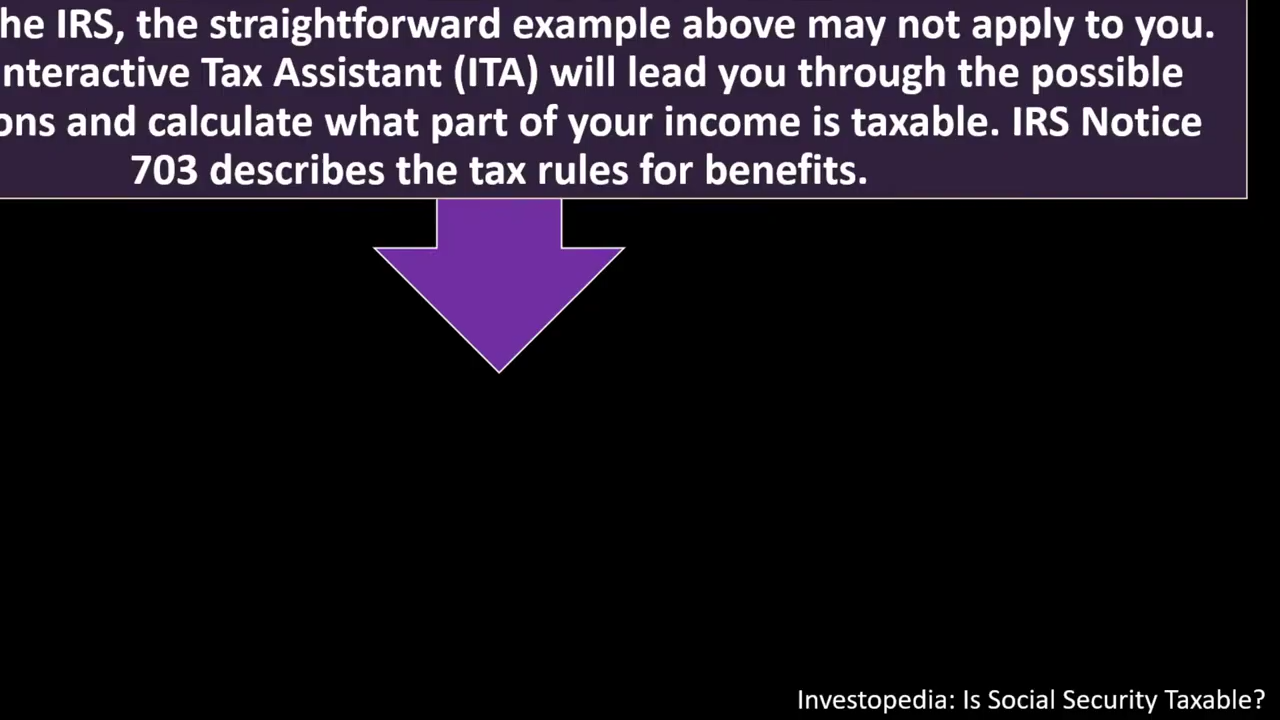 he IRS, the straightforward example above may not apply to you.
nteractive Tax Assistant (ITA) will lead you through the possible
ons and calculate what part of your income is taxable. IRS Notice
703 describes the tax rules for benefits.
Investopedia: Is Social Security Taxable?